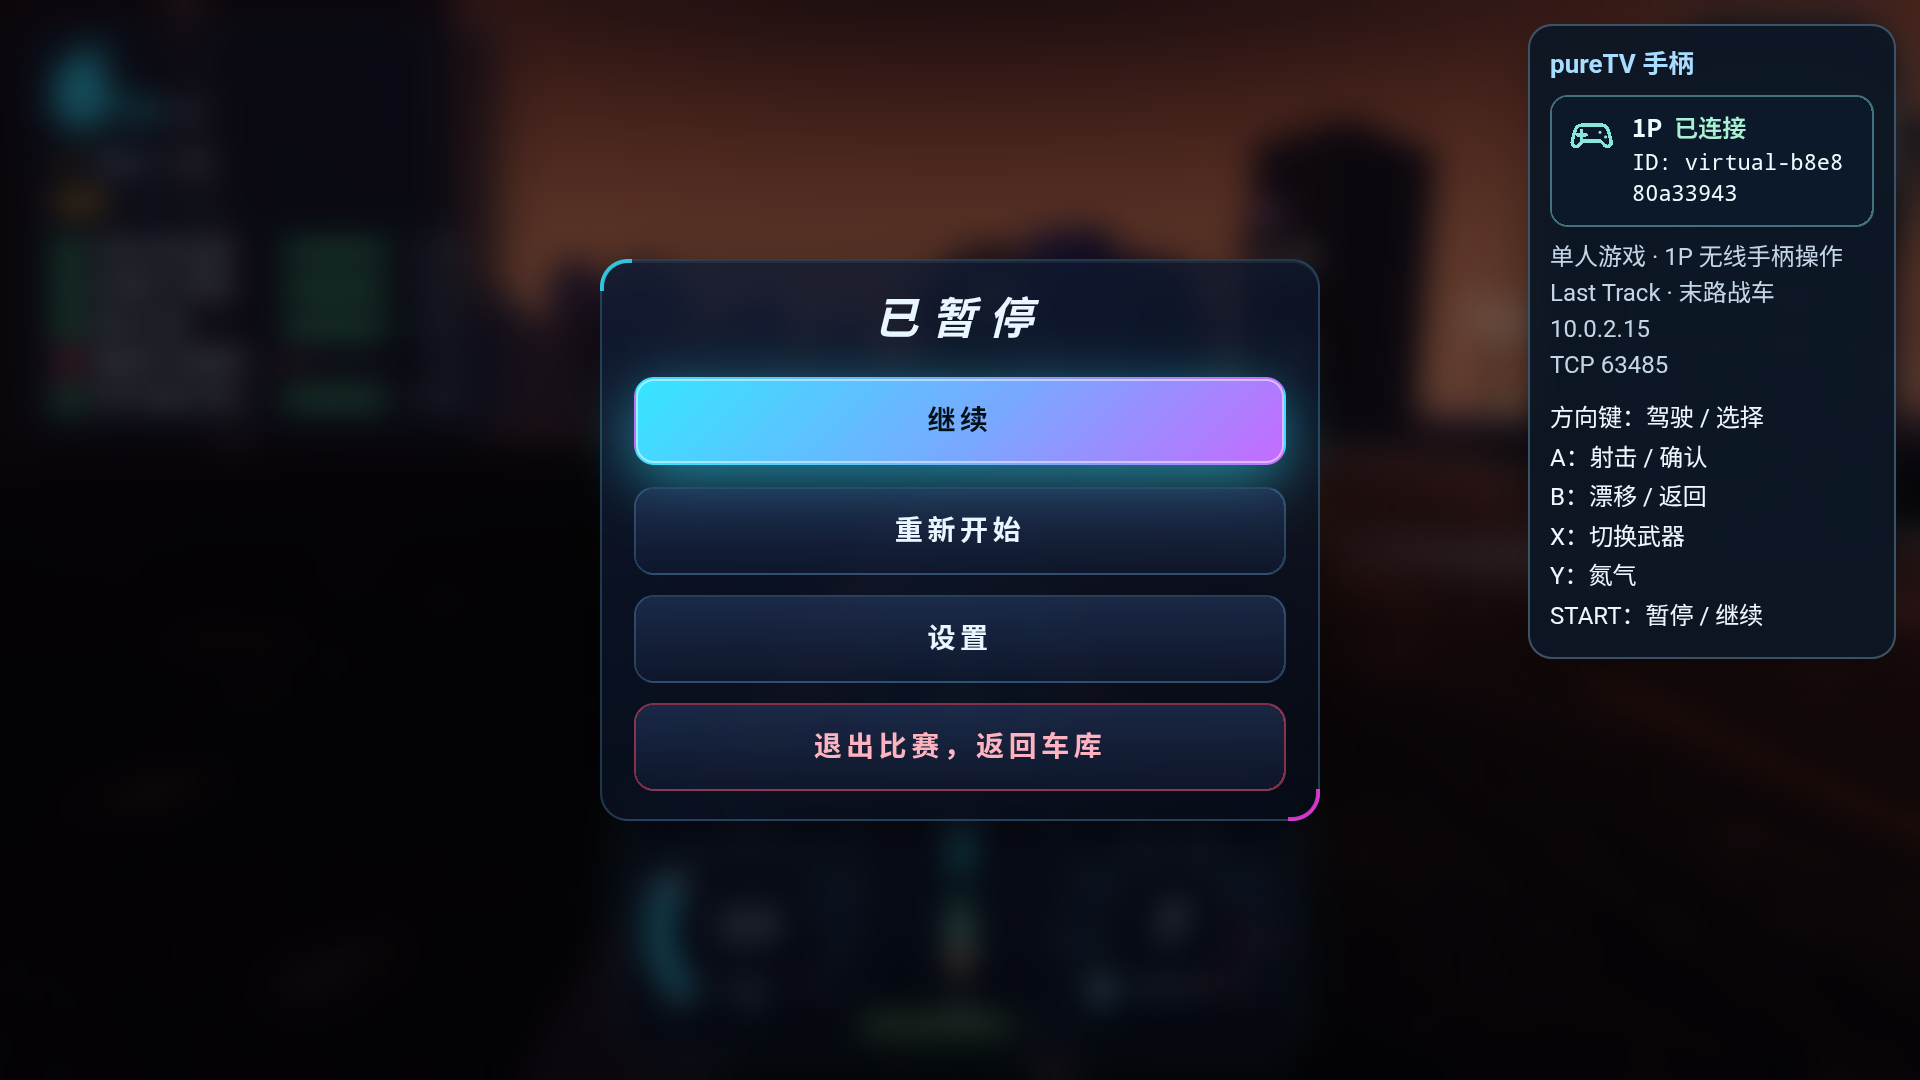 已暂停
继续
重新开始
设置
退出比赛，返回车库
pureTV 手柄
1P 已连接
ID: virtual-b8e8
80a33943
单人游戏 · 1P 无线手柄操作
Last Track · 末路战车
10.0.2.15
TCP 63485
方向键：驾驶 / 选择
A：射击 / 确认
B：漂移 / 返回
X：切换武器
Y：氮气
START：暂停 / 继续